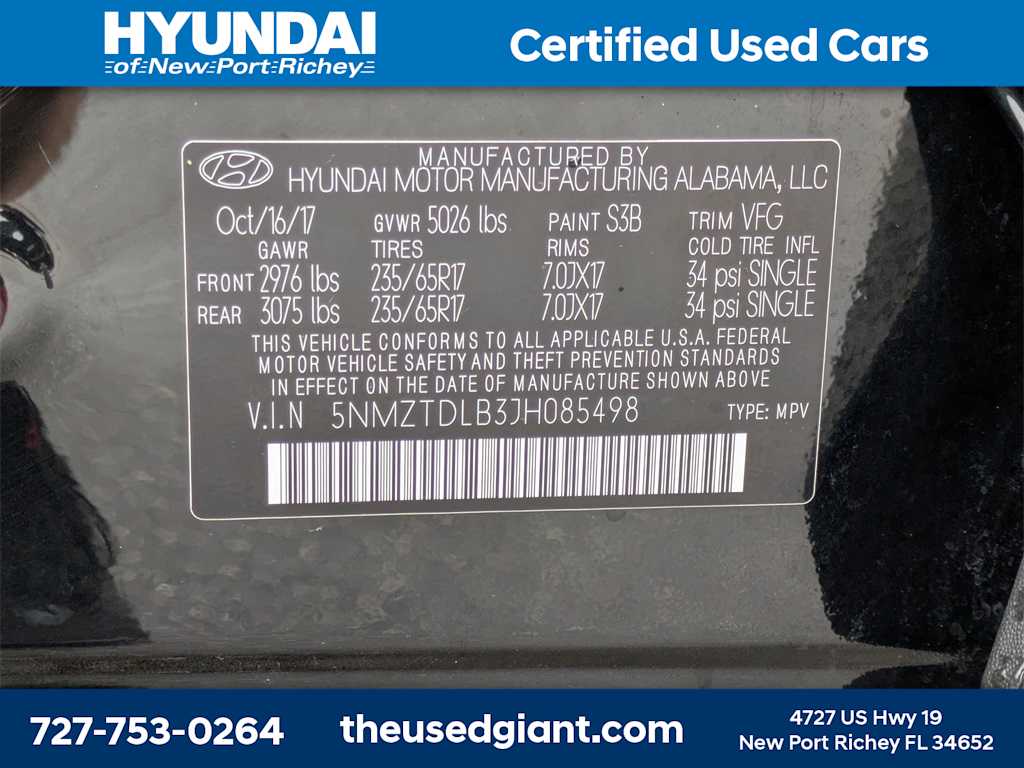 HYUNDAI
of New Port Richey
Certified Used Cars
MANUFACTURED BY
HYUNDAI MOTOR MANUFACTURING ALABAMA, LLC
Oct/16/17 GVWR 5026 lbs PAINT S3B TRIM VFG
GAWR TIRES RIMS COLD TIRE INFL
FRONT 2976 lbs 235/65R17 7.0JX17 34 psi SINGLE
REAR 3075 lbs 235/65R17 7.0JX17 34 psi SINGLE
THIS VEHICLE CONFORMS TO ALL APPLICABLE U.S.A. FEDERAL
MOTOR VEHICLE SAFETY AND THEFT PREVENTION STANDARDS
IN EFFECT ON THE DATE OF MANUFACTURE SHOWN ABOVE
V.I.N 5NMZTDLB3JH085498 TYPE: MPV
727-753-0264
theusedgiant.com
4727 US Hwy 19
New Port Richey FL 34652